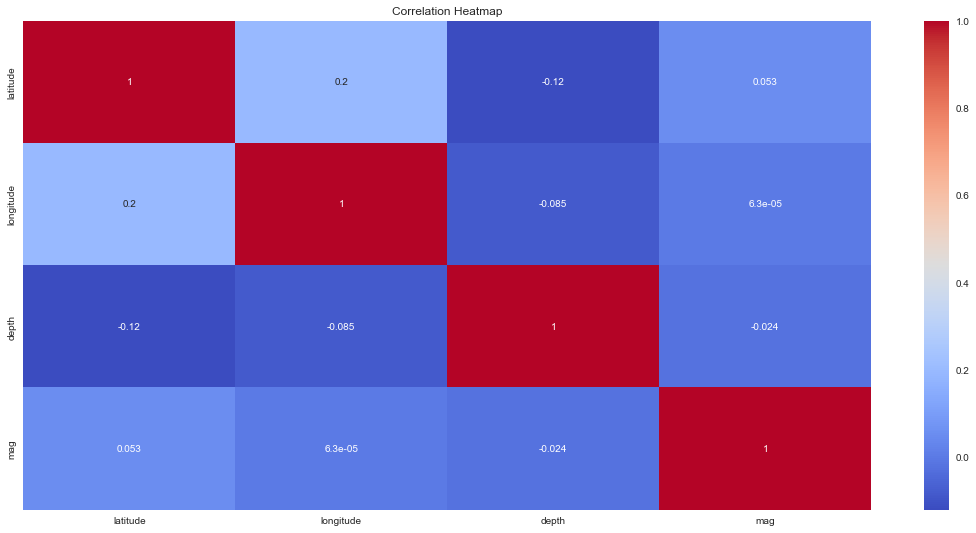 Correlation Heatmap
latitude 1 0.2 -0.12 0.053
longitude 0.2 1 -0.085 6.3e-05
depth -0.12 -0.085 1 -0.024
mag 0.053 6.3e-05 -0.024 1
latitude longitude depth mag
1.0
0.8
0.6
0.4
0.2
0.0